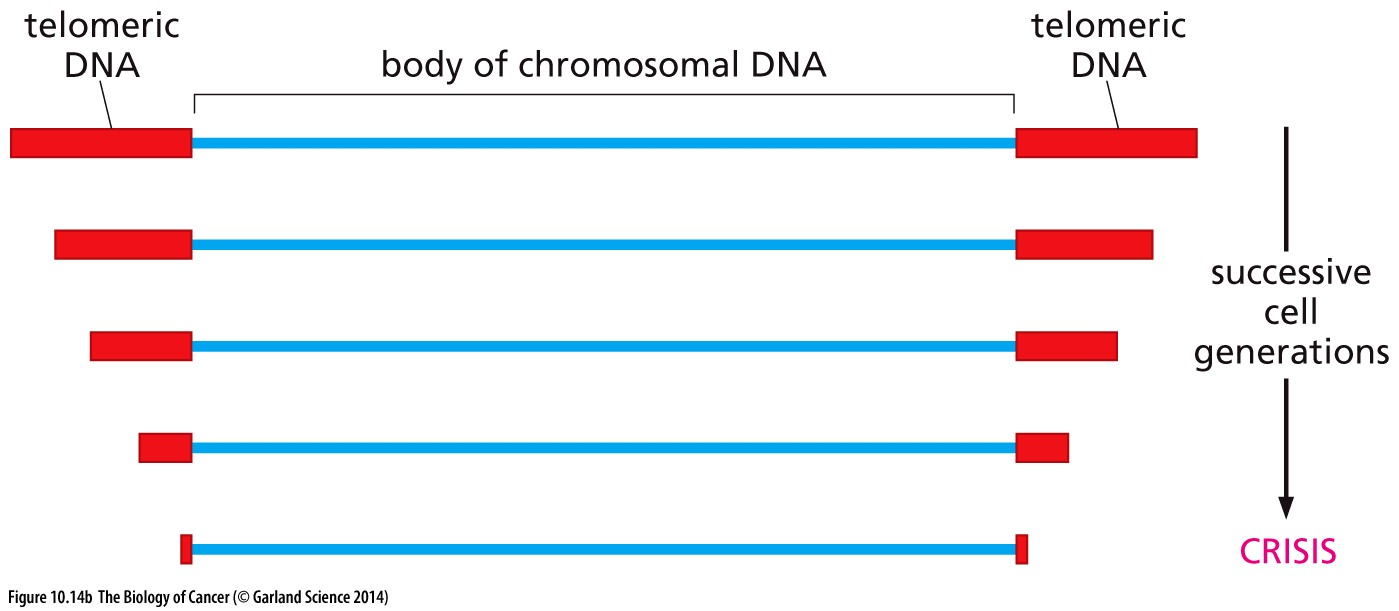 telomeric
DNA
body of chromosomal DNA
telomeric
DNA
successive
cell
generations
CRISIS
Figure 10.14b The Biology of Cancer (© Garland Science 2014)